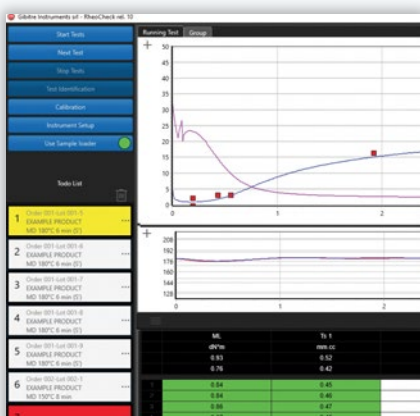 Gibitre Instruments srl - RheoCheck rel. 10
Start Tests
Next Test
Stop Tests
Test Identification
Calibration
Instrument Setup
Use Sample loader
Todo List
1 Order 001-Lot 001-5 ...
EXAMPLE PRODUCT
MD 180°C 6 min (5')
2 Order 001-Lot 001-6 ...
EXAMPLE PRODUCT
MD 180°C 6 min (5')
3 Order 001-Lot 001-7 ...
EXAMPLE PRODUCT
MD 180°C 6 min (5')
4 Order 001-Lot 001-8 ...
EXAMPLE PRODUCT
MD 180°C 6 min (5')
5 Order 001-Lot 001-9 ...
EXAMPLE PRODUCT
MD 180°C 6 min (5')
6 Order 002-Lot 002-1 ...
EXAMPLE PRODUCT
MD 150°C 8 min
Running Test Group
50
45
40
35
30
25
20
15
10
5
0
0 1 2
208
192
176
160
144
128
0 1 2
ML Ts 1
dN*m mm.cc
0.93 0.52
0.76 0.42
0.84 0.45
0.84 0.46
0.86 0.47